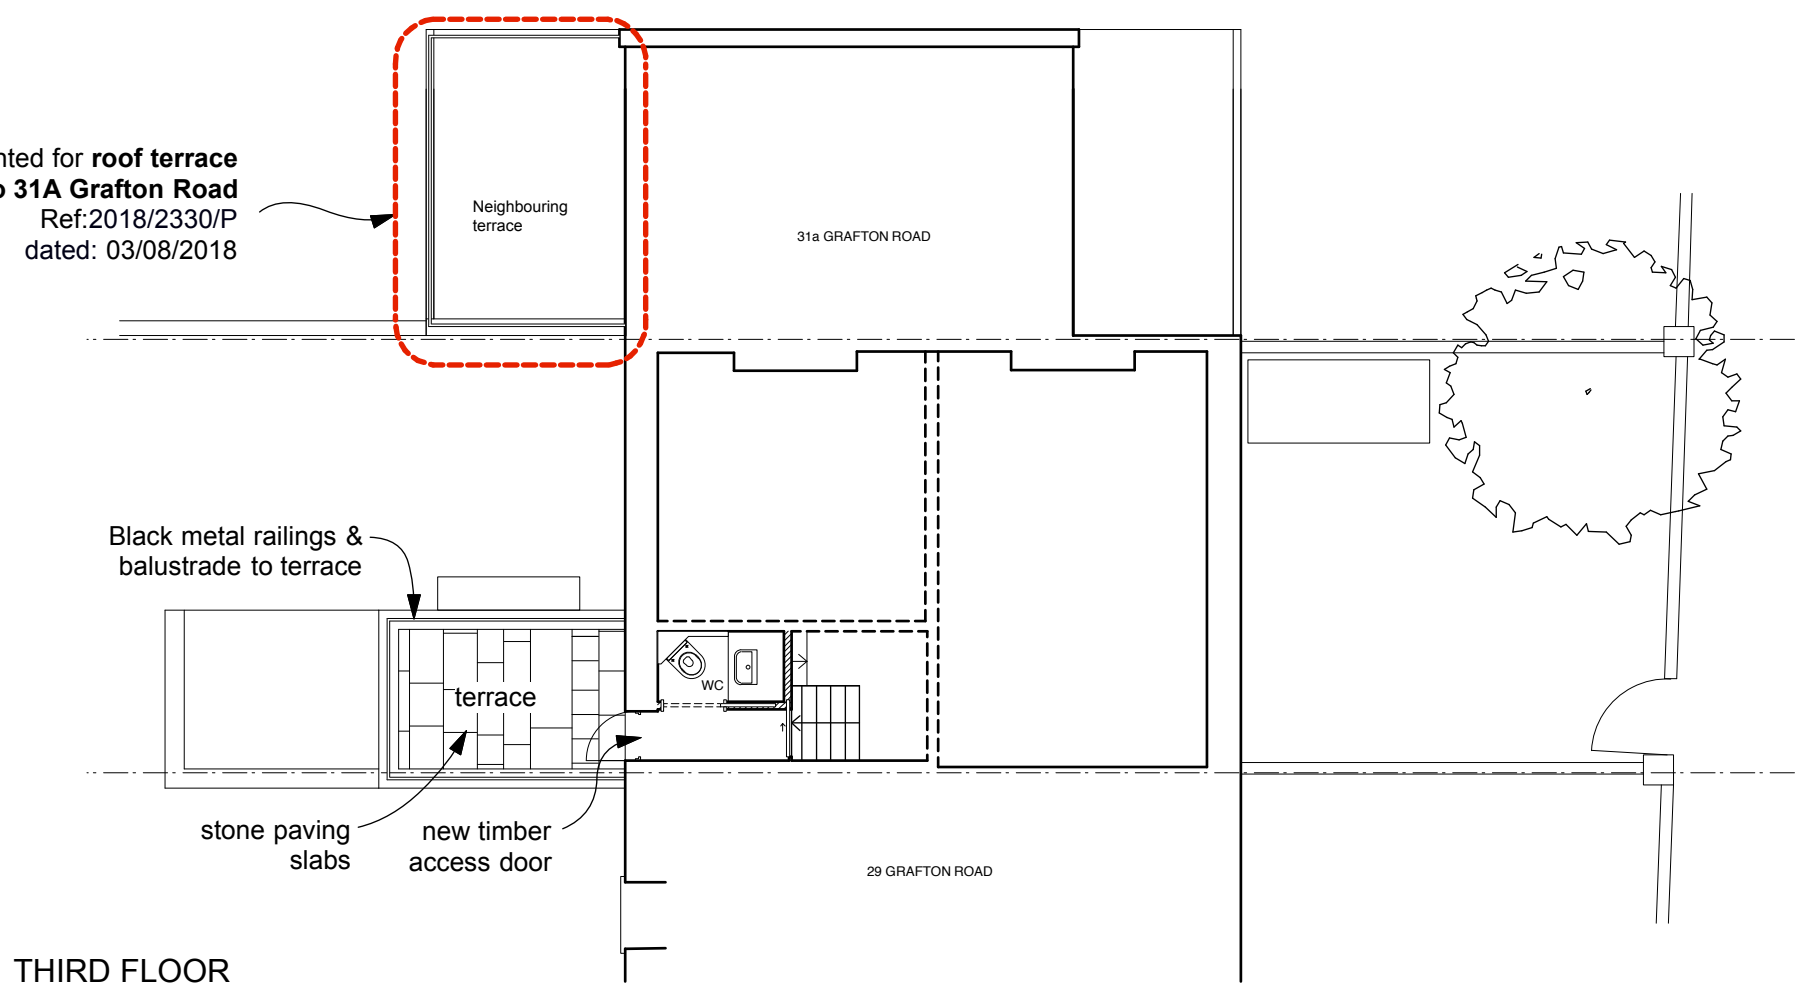 for roof terrace
31A Grafton Road
Ref:2018/2330/P
dated: 03/08/2018
Neighbouring
terrace
31a GRAFTON ROAD
Black metal railings &
balustrade to terrace
terrace
WC
stone paving
slabs
new timber
access door
29 GRAFTON ROAD
THIRD FLOOR